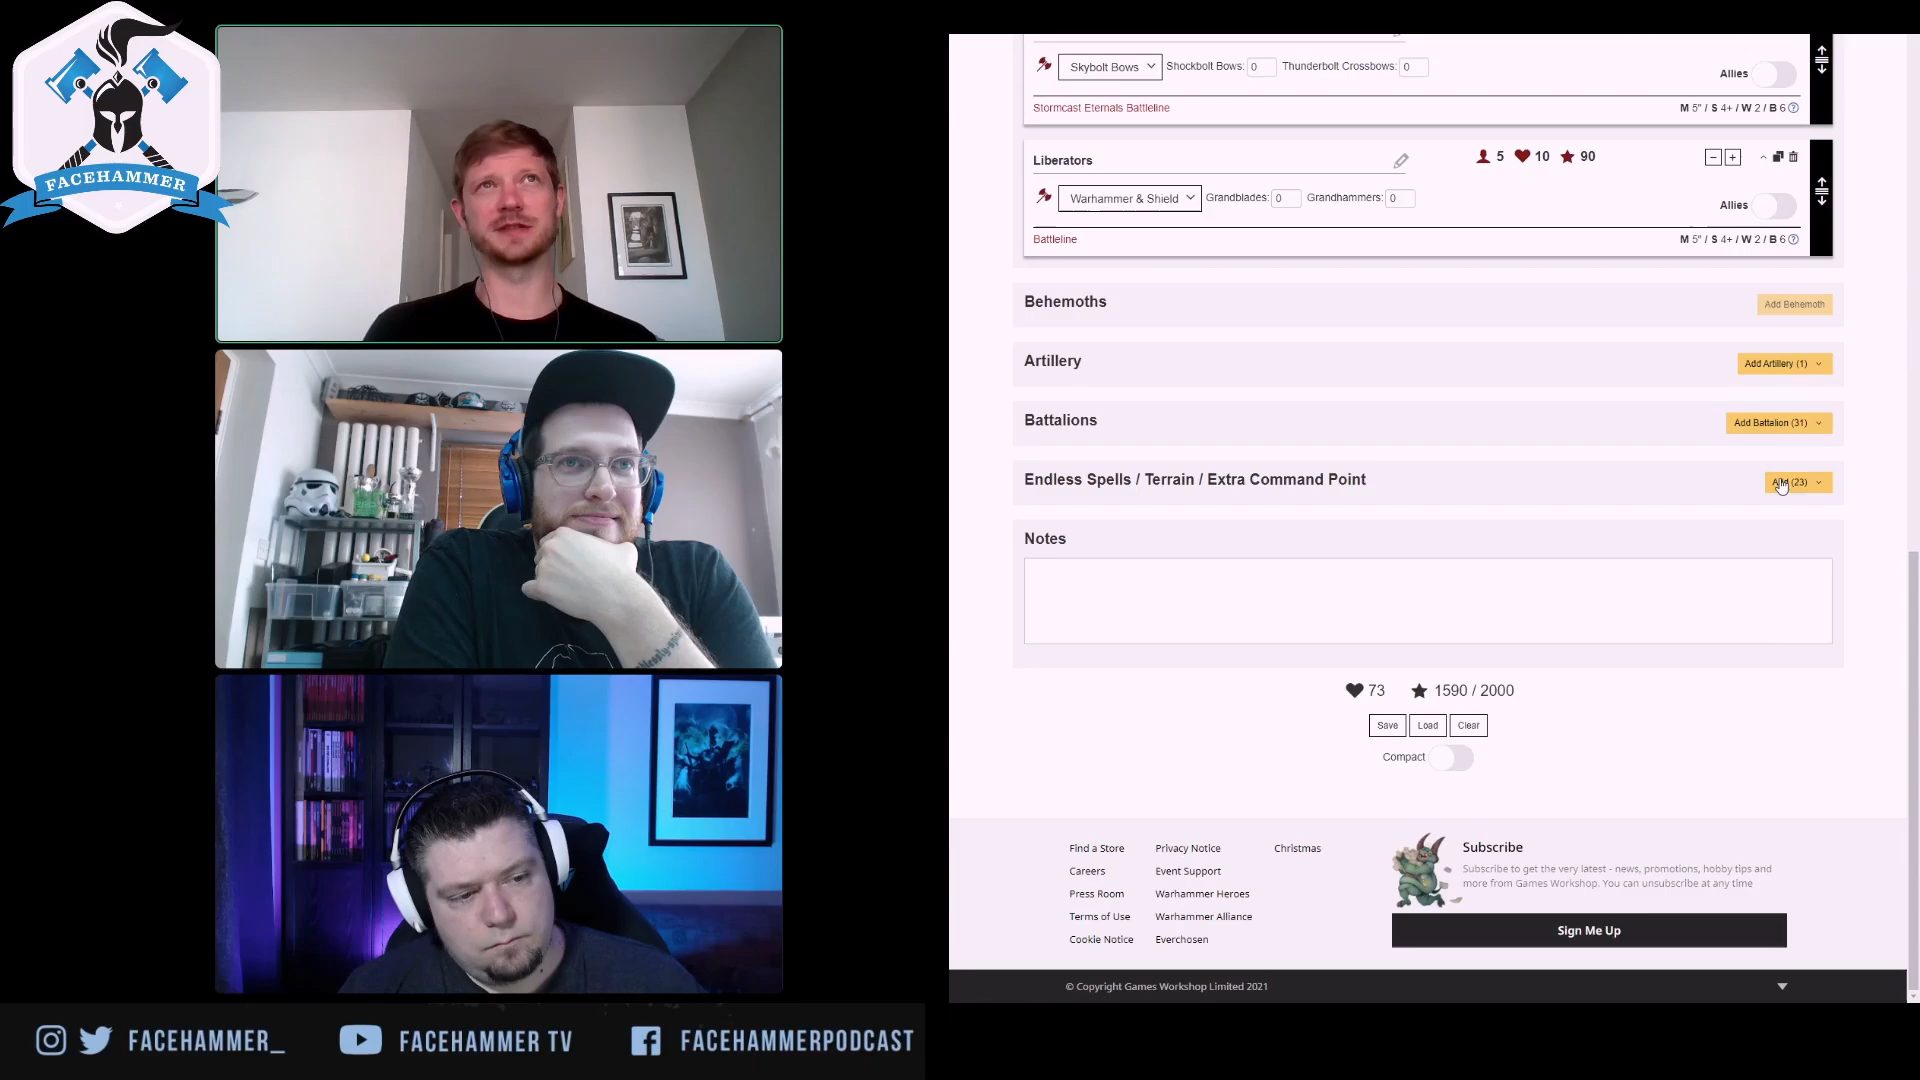 FACEHAMMER
Skybolt Bows Shockbolt Bows: 0 Thunderbolt Crossbows: 0
Allies
Stormcast Eternals Battleline M 5" / S 4+ / W 2 / B 6
Liberators 5 10 90
Warhammer & Shield Grandblades: 0 Grandhammers: 0
Allies
Battleline M 5" / S 4+ / W 2 / B 6
Behemoths Add Behemoth
Artillery Add Artillery (1)
Battalions Add Battalion (31)
Endless Spells / Terrain / Extra Command Point Add (23)
Notes
73 1590 / 2000
Save Load Clear
Compact
Find a Store Privacy Notice Christmas
Careers Event Support
Press Room Warhammer Heroes
Terms of Use Warhammer Alliance
Cookie Notice Everchosen
Subscribe
Subscribe to get the very latest - news, promotions, hobby tips and
more from Games Workshop. You can unsubscribe at any time
Sign Me Up
© Copyright Games Workshop Limited 2021
FACEHAMMER_ FACEHAMMER TV FACEHAMMERPODCAST